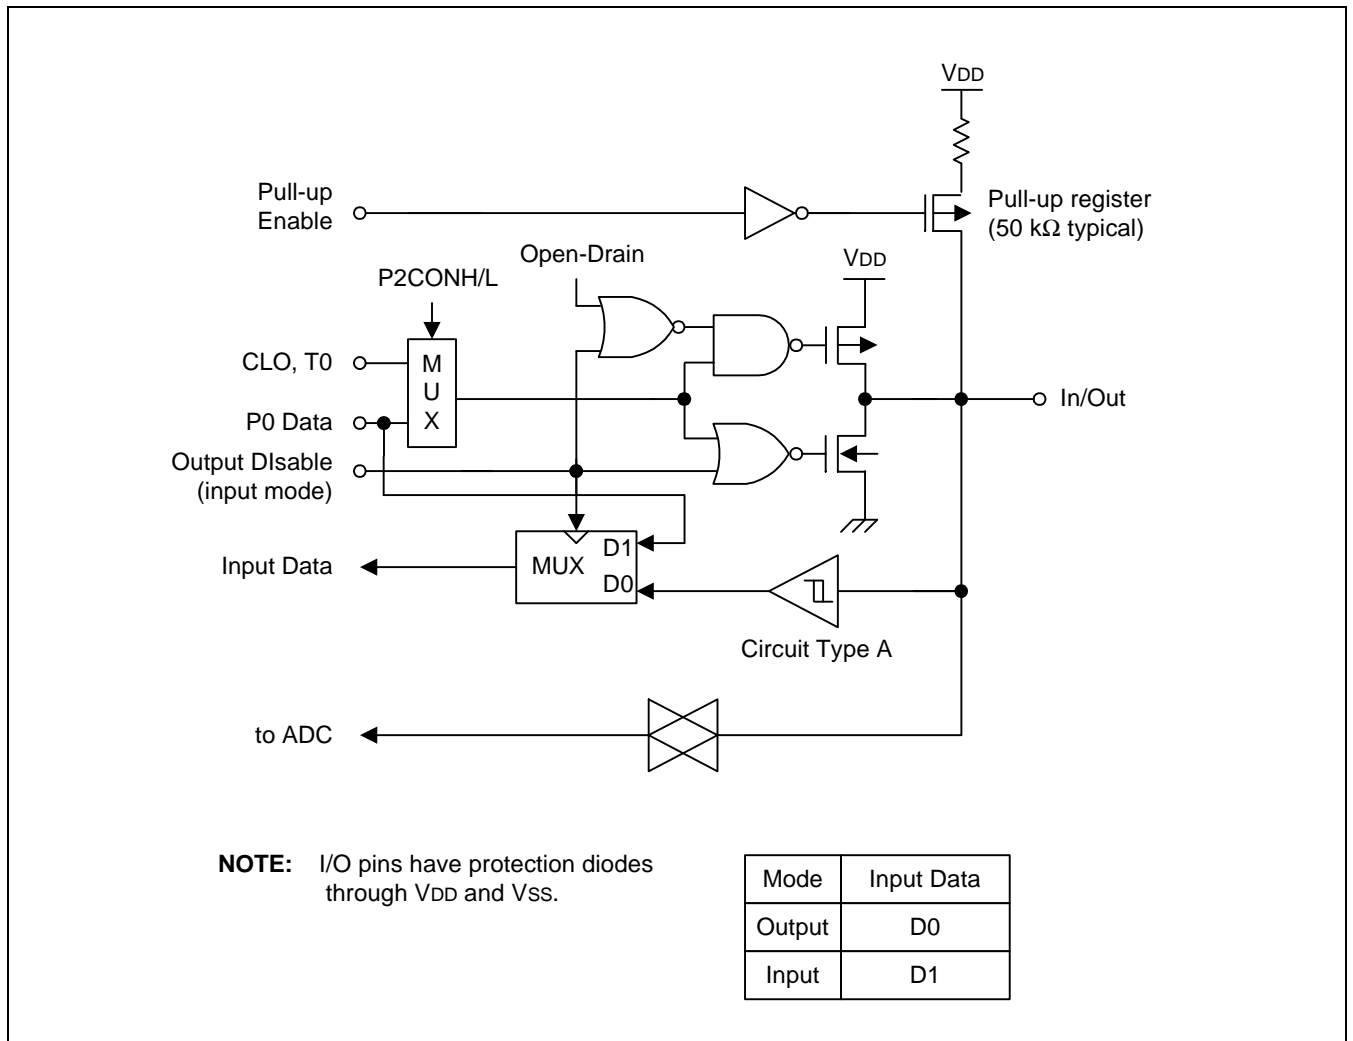 VDD
Pull-up
Enable
Pull-up register
(50 kΩ typical)
Open-Drain
VDD
P2CONH/L
CLO, T0
M
U
X
In/Out
P0 Data
Output DIsable
(input mode)
D1
MUX
D0
Input Data
Circuit Type A
to ADC
NOTE: I/O pins have protection diodes
through VDD and VSS.
Mode Input Data
Output D0
Input D1